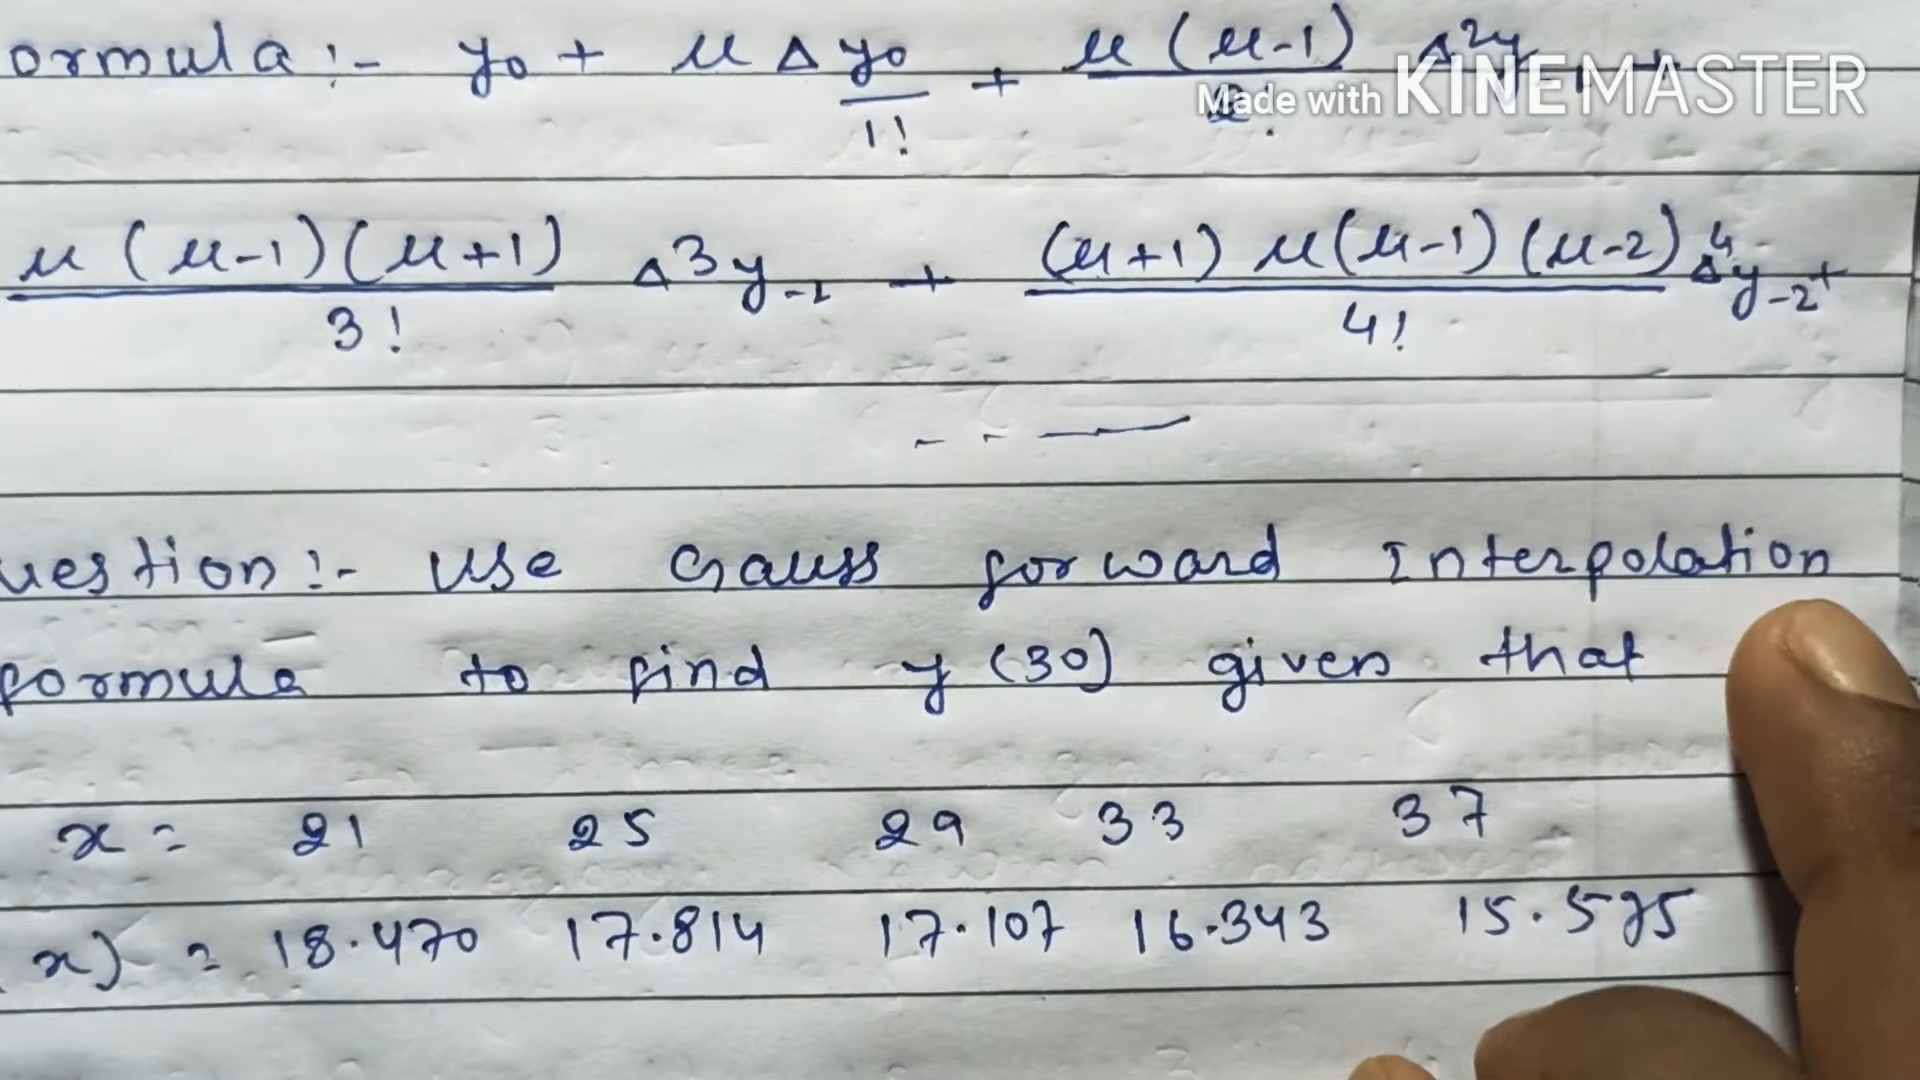 ormula :- y₀ + u Δy₀/1! + u(u-1)/2! Δ²y₋₁ +
Made with KINEMASTER
u(u-1)(u+1)/3! Δ³y₋₁ + (u+1)u(u-1)(u-2)/4! Δ⁴y₋₂ +
- - —
uestion :- Use Gauss forward Interpolation
formula to find y(30) given that
x = 21 25 29 33 37
x) = 18.470 17.814 17.107 16.343 15.515